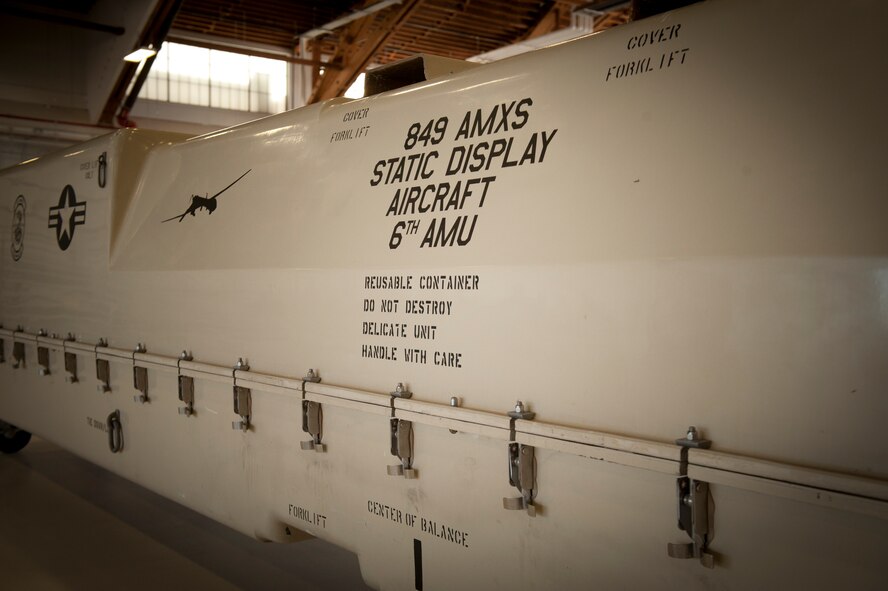 COVER
FORKLIFT
COVER
FORKLIFT
849 AMXS
STATIC DISPLAY
AIRCRAFT
6TH AMU
REUSABLE CONTAINER
DO NOT DESTROY
DELICATE UNIT
HANDLE WITH CARE
FORKLIFT
CENTER OF BALANCE